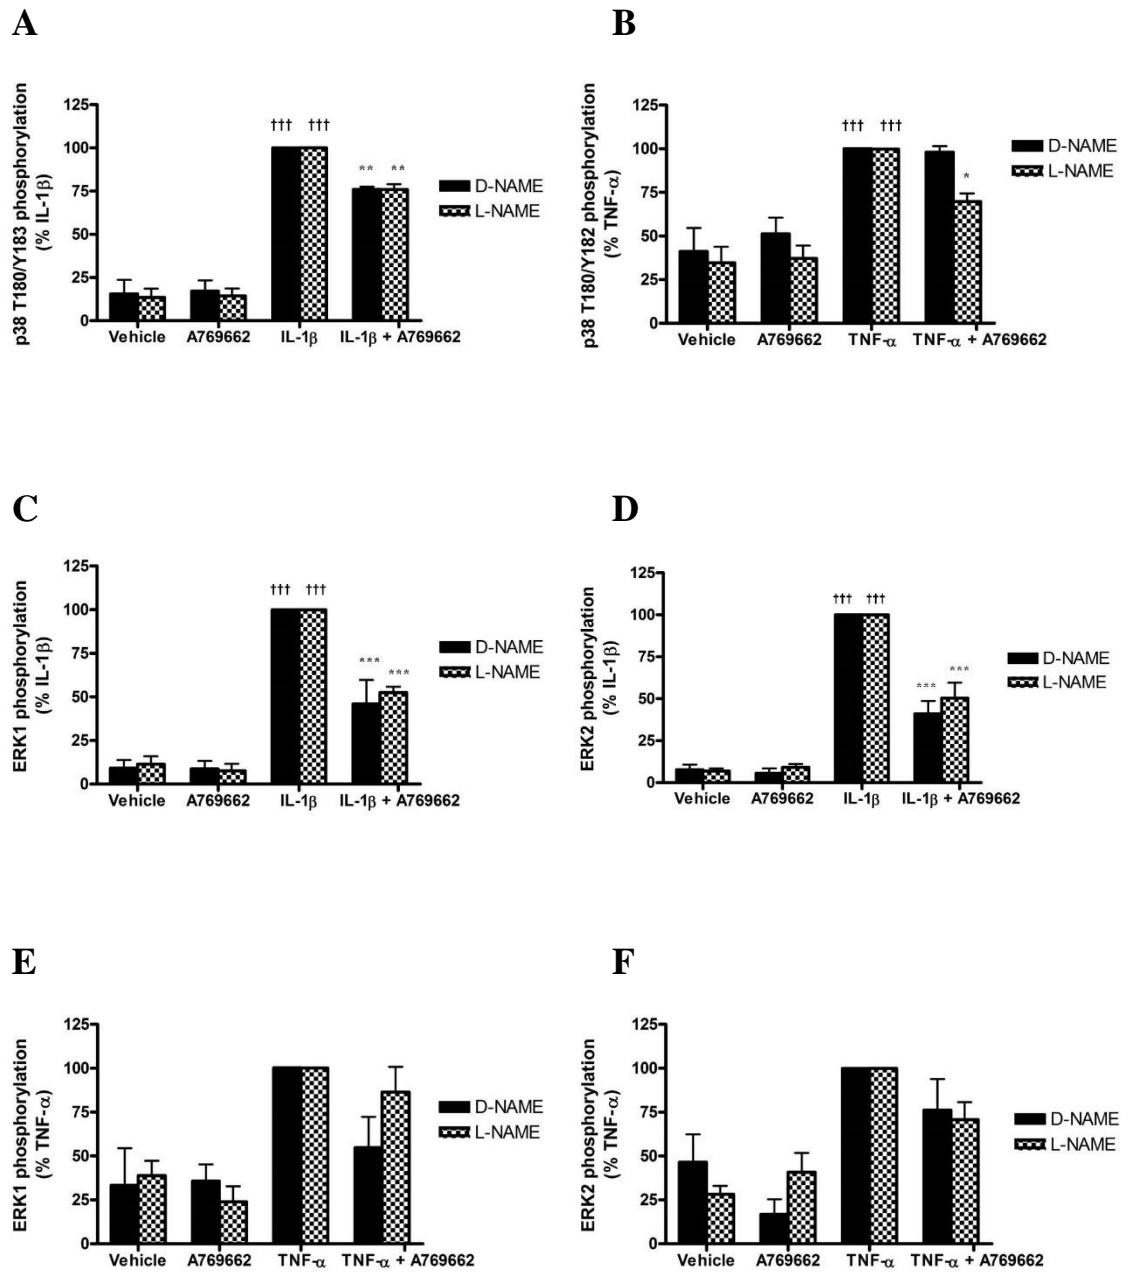 A
p38 T180/Y183 phosphorylation
(% IL-1β)
125
100
75
50
25
0
††† †††
** **
Vehicle A769662 IL-1β IL-1β + A769662
D-NAME
L-NAME
B
p38 T180/Y182 phosphorylation
(% TNF-α)
125
100
75
50
25
0
††† †††
*
Vehicle A769662 TNF-α TNF-α + A769662
D-NAME
L-NAME
C
ERK1 phosphorylation
(% IL-1β)
125
100
75
50
25
0
††† †††
***
***
Vehicle A769662 IL-1β IL-1β + A769662
D-NAME
L-NAME
D
ERK2 phosphorylation
(% IL-1β)
125
100
75
50
25
0
††† †††
***
***
Vehicle A769662 IL-1β IL-1β + A769662
D-NAME
L-NAME
E
ERK1 phosphorylation
(% TNF-α)
125
100
75
50
25
0
Vehicle A769662 TNF-α TNF-α + A769662
D-NAME
L-NAME
F
ERK2 phosphorylation
(% TNF-α)
125
100
75
50
25
0
Vehicle A769662 TNF-α TNF-α + A769662
D-NAME
L-NAME